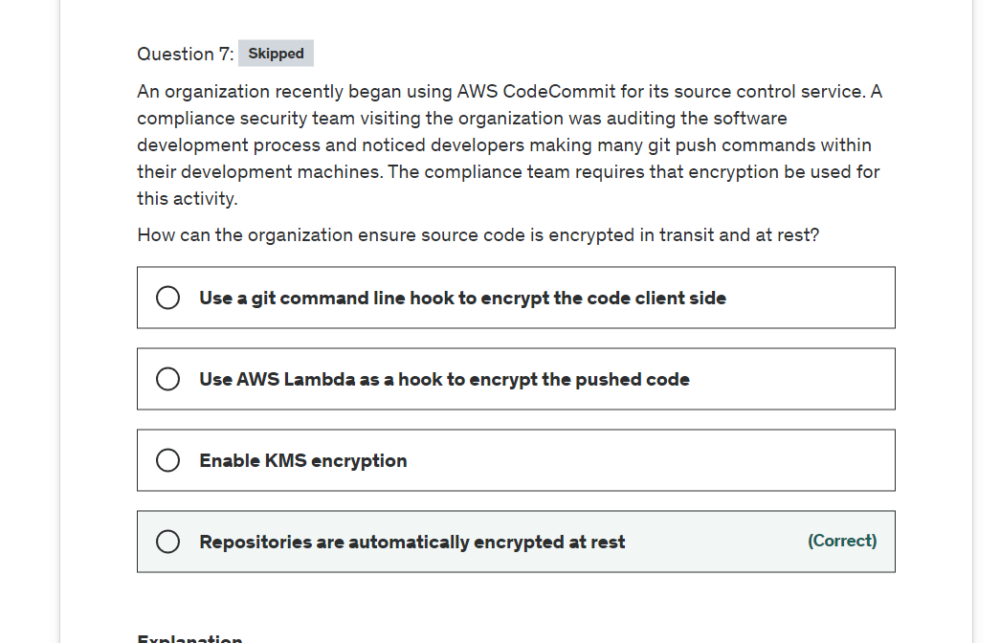 Question 7: Skipped
An organization recently began using AWS CodeCommit for its source control service. A
compliance security team visiting the organization was auditing the software
development process and noticed developers making many git push commands within
their development machines. The compliance team requires that encryption be used for
this activity.
How can the organization ensure source code is encrypted in transit and at rest?
Use a git command line hook to encrypt the code client side
Use AWS Lambda as a hook to encrypt the pushed code
Enable KMS encryption
Repositories are automatically encrypted at rest (Correct)
Explanation